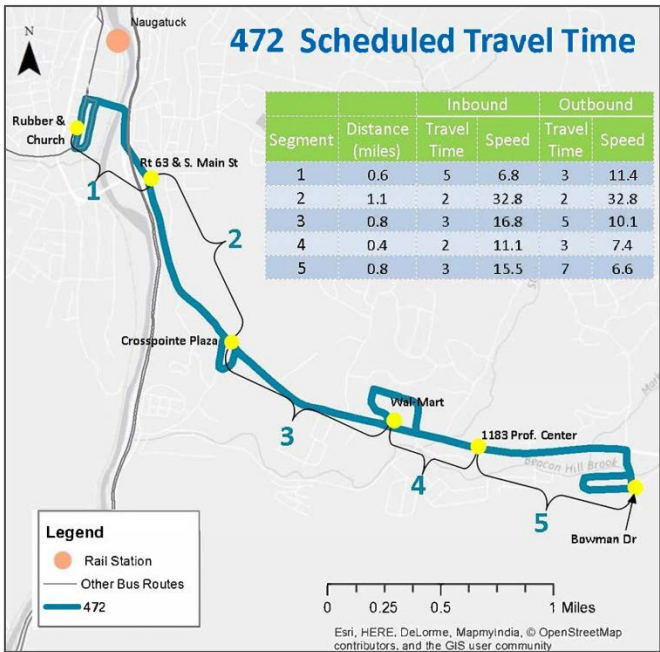 Naugatuck
472 Scheduled Travel Time
N
Inbound Outbound
Segment Distance (miles) Travel Time Speed Travel Time Speed
1 0.6 5 6.8 3 11.4
2 1.1 2 32.8 2 32.8
3 0.8 3 16.8 5 10.1
4 0.4 2 11.1 3 7.4
5 0.8 3 15.5 7 6.6
Rubber &
Church
Rt 63 & S. Main St
1
2
Crosspointe Plaza
3
Wal-Mart
1183 Prof. Center
4
Beacon Hill Brook
5
Bowman Dr
Legend
Rail Station
Other Bus Routes
472
0 0.25 0.5 1 Miles
Esri, HERE, DeLorme, MapmyIndia, © OpenStreetMap
contributors, and the GIS user community